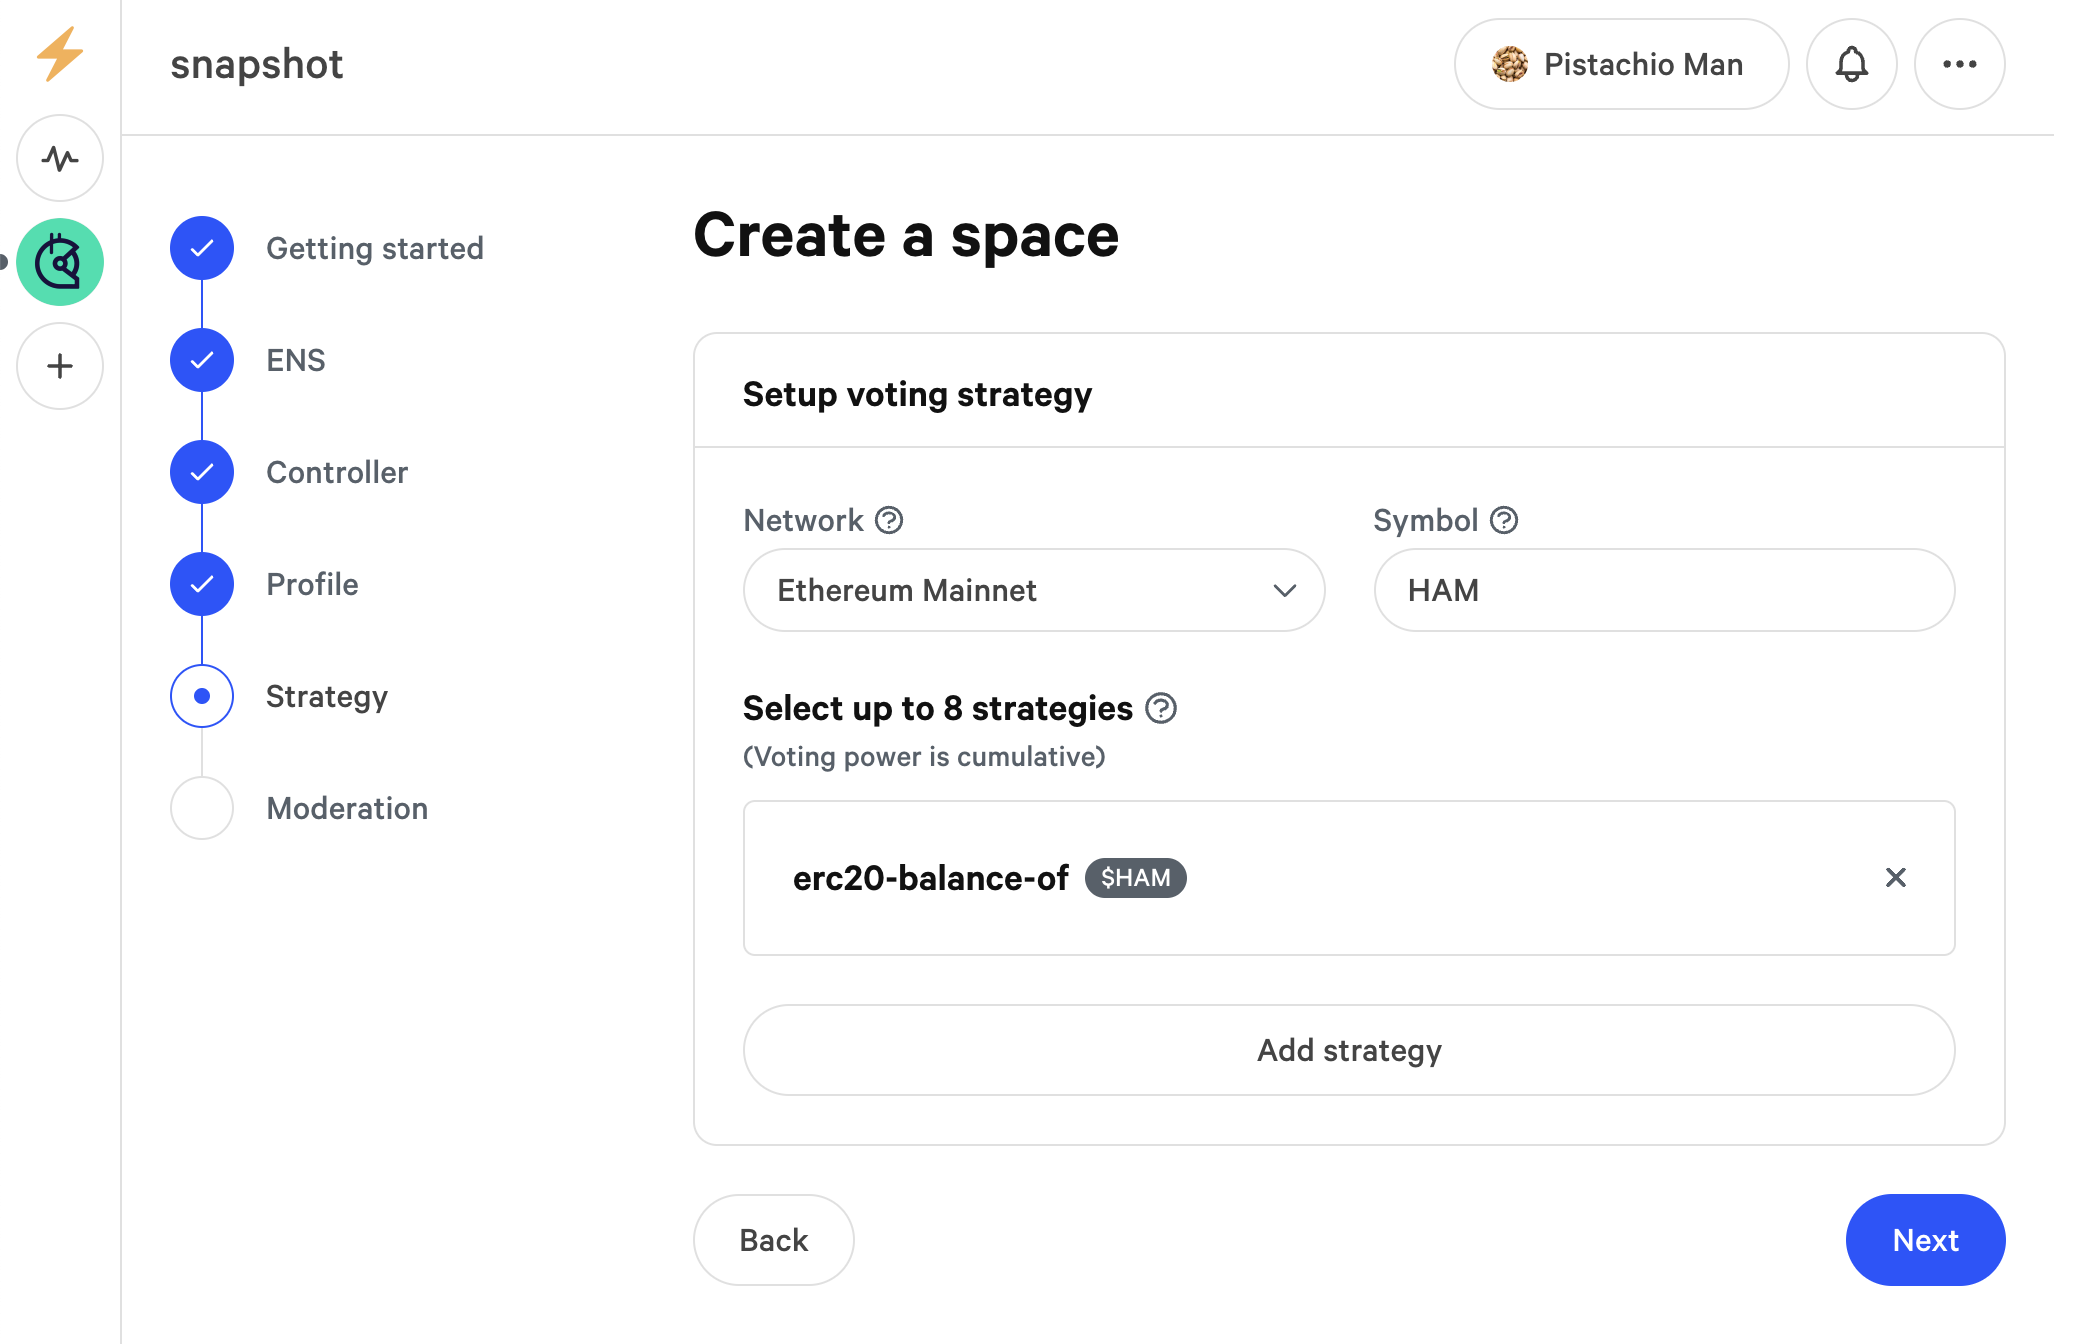 snapshot
Pistachio Man
Getting started
ENS
Controller
Profile
Strategy
Moderation
Create a space
Setup voting strategy
Network
Symbol
Ethereum Mainnet
HAM
Select up to 8 strategies
(Voting power is cumulative)
erc20-balance-of $HAM
Add strategy
Back
Next